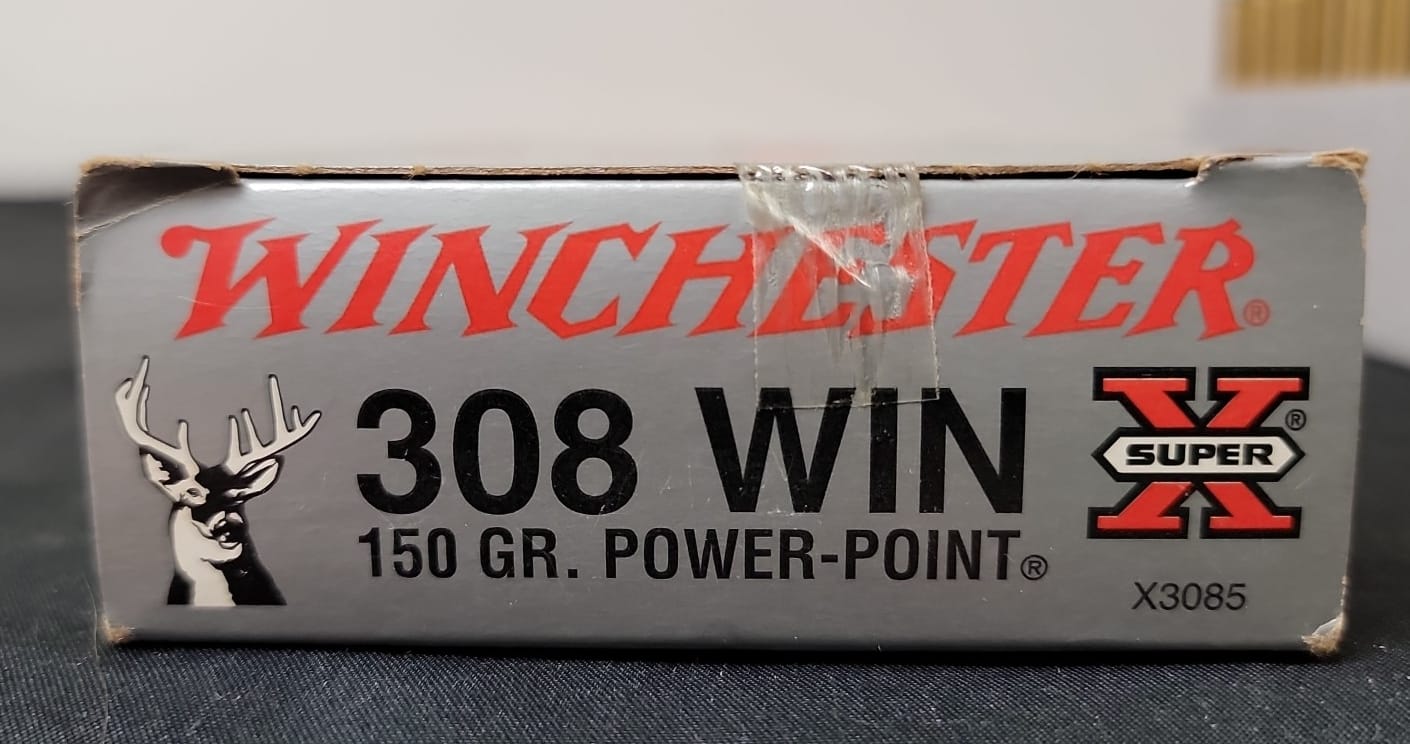 WINCHESTER®
308 WIN
150 GR. POWER-POINT®
X®
SUPER
X3085